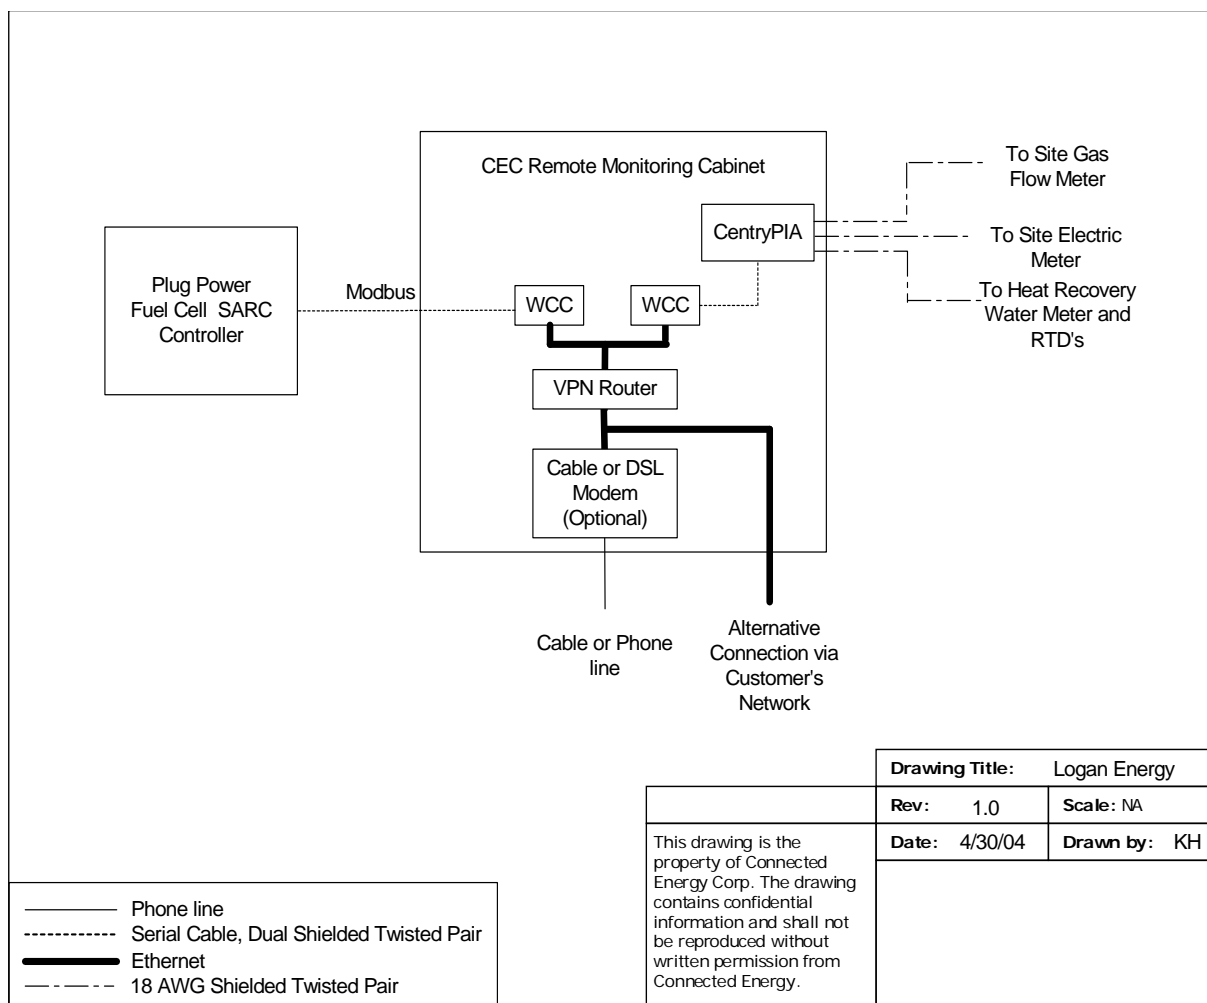 CEC Remote Monitoring Cabinet
To Site Gas
Flow Meter
CentryPIA
To Site Electric
Meter
Plug Power
Fuel Cell SARC
Controller
Modbus
WCC
WCC
To Heat Recovery
Water Meter and
RTD's
VPN Router
Cable or DSL
Modem
(Optional)
Cable or Phone
line
Alternative
Connection via
Customer's
Network
Drawing Title: Logan Energy
Rev: 1.0 Scale: NA
Date: 4/30/04 Drawn by: KH
This drawing is the
property of Connected
Energy Corp. The drawing
contains confidential
information and shall not
be reproduced without
written permission from
Connected Energy.
Phone line
Serial Cable, Dual Shielded Twisted Pair
Ethernet
18 AWG Shielded Twisted Pair